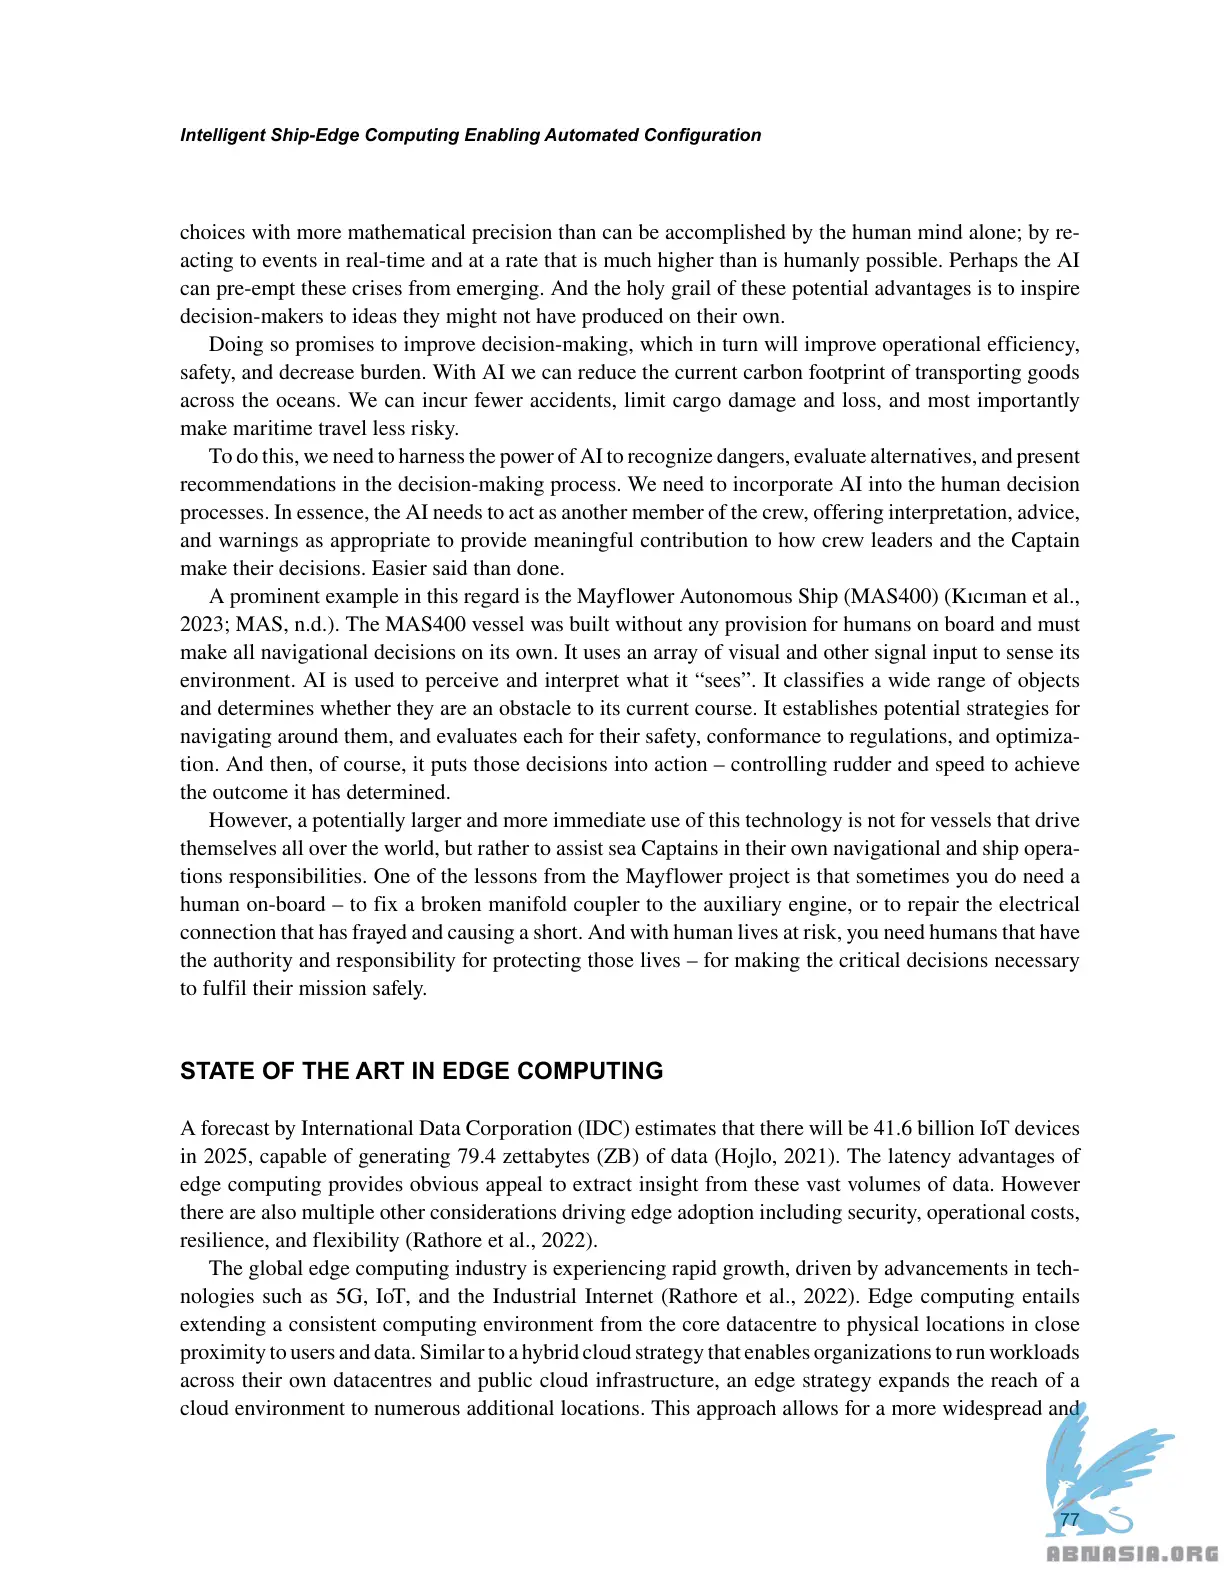 Intelligent Ship-Edge Computing Enabling Automated Configuration
choices with more mathematical precision than can be accomplished by the human mind alone; by re-
acting to events in real-time and at a rate that is much higher than is humanly possible. Perhaps the AI
can pre-empt these crises from emerging. And the holy grail of these potential advantages is to inspire
decision-makers to ideas they might not have produced on their own.
Doing so promises to improve decision-making, which in turn will improve operational efficiency,
safety, and decrease burden. With AI we can reduce the current carbon footprint of transporting goods
across the oceans. We can incur fewer accidents, limit cargo damage and loss, and most importantly
make maritime travel less risky.
To do this, we need to harness the power of AI to recognize dangers, evaluate alternatives, and present
recommendations in the decision-making process. We need to incorporate AI into the human decision
processes. In essence, the AI needs to act as another member of the crew, offering interpretation, advice,
and warnings as appropriate to provide meaningful contribution to how crew leaders and the Captain
make their decisions. Easier said than done.
A prominent example in this regard is the Mayflower Autonomous Ship (MAS400) (Kıcıman et al.,
2023; MAS, n.d.). The MAS400 vessel was built without any provision for humans on board and must
make all navigational decisions on its own. It uses an array of visual and other signal input to sense its
environment. AI is used to perceive and interpret what it “sees”. It classifies a wide range of objects
and determines whether they are an obstacle to its current course. It establishes potential strategies for
navigating around them, and evaluates each for their safety, conformance to regulations, and optimiza-
tion. And then, of course, it puts those decisions into action – controlling rudder and speed to achieve
the outcome it has determined.
However, a potentially larger and more immediate use of this technology is not for vessels that drive
themselves all over the world, but rather to assist sea Captains in their own navigational and ship opera-
tions responsibilities. One of the lessons from the Mayflower project is that sometimes you do need a
human on-board – to fix a broken manifold coupler to the auxiliary engine, or to repair the electrical
connection that has frayed and causing a short. And with human lives at risk, you need humans that have
the authority and responsibility for protecting those lives – for making the critical decisions necessary
to fulfil their mission safely.
STATE OF THE ART IN EDGE COMPUTING
A forecast by International Data Corporation (IDC) estimates that there will be 41.6 billion IoT devices
in 2025, capable of generating 79.4 zettabytes (ZB) of data (Hojlo, 2021). The latency advantages of
edge computing provides obvious appeal to extract insight from these vast volumes of data. However
there are also multiple other considerations driving edge adoption including security, operational costs,
resilience, and flexibility (Rathore et al., 2022).
The global edge computing industry is experiencing rapid growth, driven by advancements in tech-
nologies such as 5G, IoT, and the Industrial Internet (Rathore et al., 2022). Edge computing entails
extending a consistent computing environment from the core datacentre to physical locations in close
proximity to users and data. Similar to a hybrid cloud strategy that enables organizations to run workloads
across their own datacentres and public cloud infrastructure, an edge strategy expands the reach of a
cloud environment to numerous additional locations. This approach allows for a more widespread and
77
ABNASIA.ORG